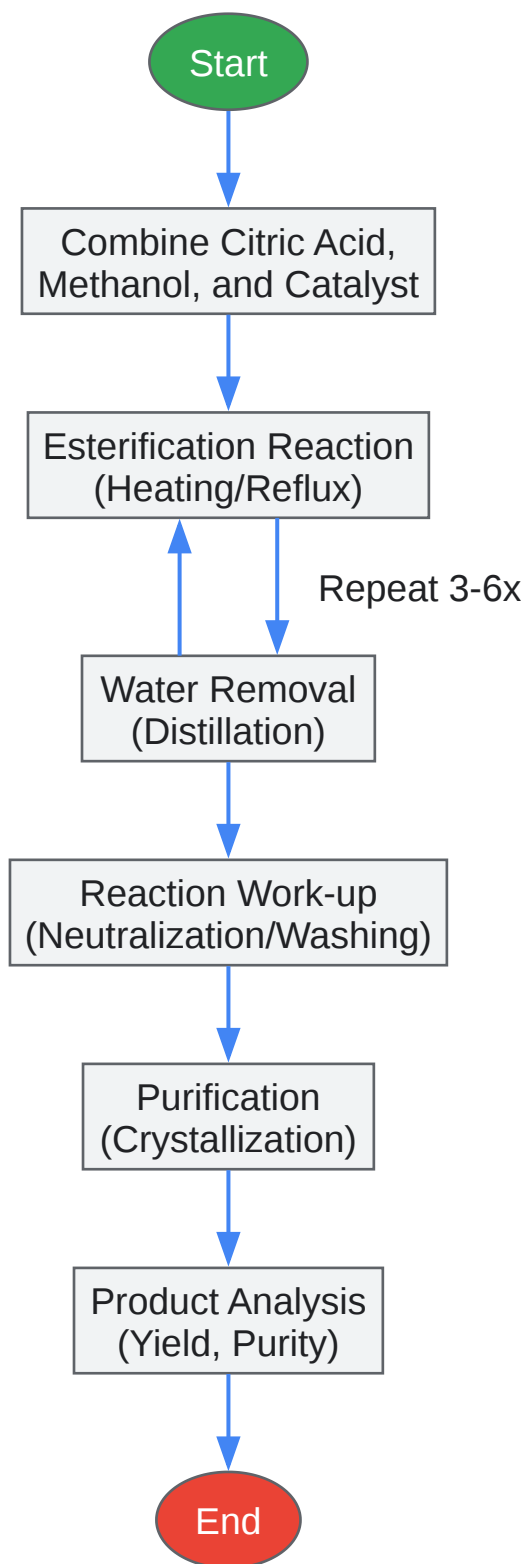 Start
Combine Citric Acid,
Methanol, and Catalyst
Esterification Reaction
(Heating/Reflux)
Repeat 3-6x
Water Removal
(Distillation)
Reaction Work-up
(Neutralization/Washing)
Purification
(Crystallization)
Product Analysis
(Yield, Purity)
End